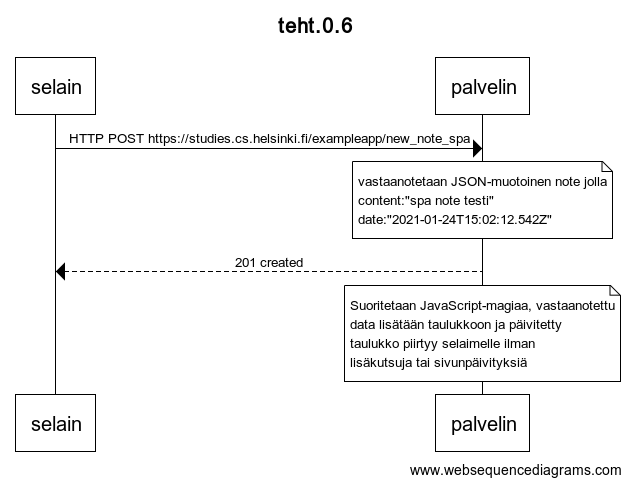 teht.0.6
selain
palvelin
HTTP POST https://studies.cs.helsinki.fi/exampleapp/new_note_spa
vastaanotetaan JSON-muotoinen note jolla
content:"spa note testi"
date:"2021-01-24T15:02:12.542Z"
201 created
Suoritetaan JavaScript-magiaa, vastaanotettu
data lisätään taulukkoon ja päivitetty
taulukko piirtyy selaimelle ilman
lisäkutsuja tai sivunpäivityksiä
selain
palvelin
www.websequencediagrams.com